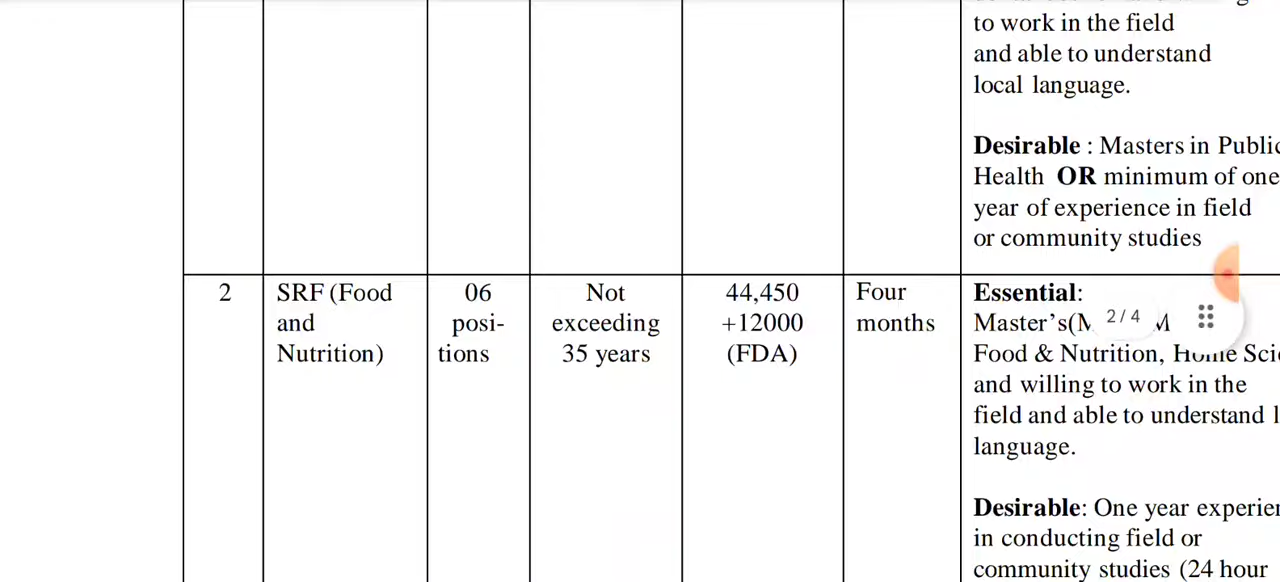 to work in the field
and able to understand
local language.
Desirable : Masters in Public
Health OR minimum of one
year of experience in field
or community studies
2
SRF (Food
and
Nutrition)
06
posi-
tions
Not
exceeding
35 years
44,450
+12000
(FDA)
Four
months
Essential:
Master's(M
2 / 4
Food & Nutrition, Home
and willing to work in the
field and able to understand
language.
Desirable: One year
in conducting field or
community studies (24 hour